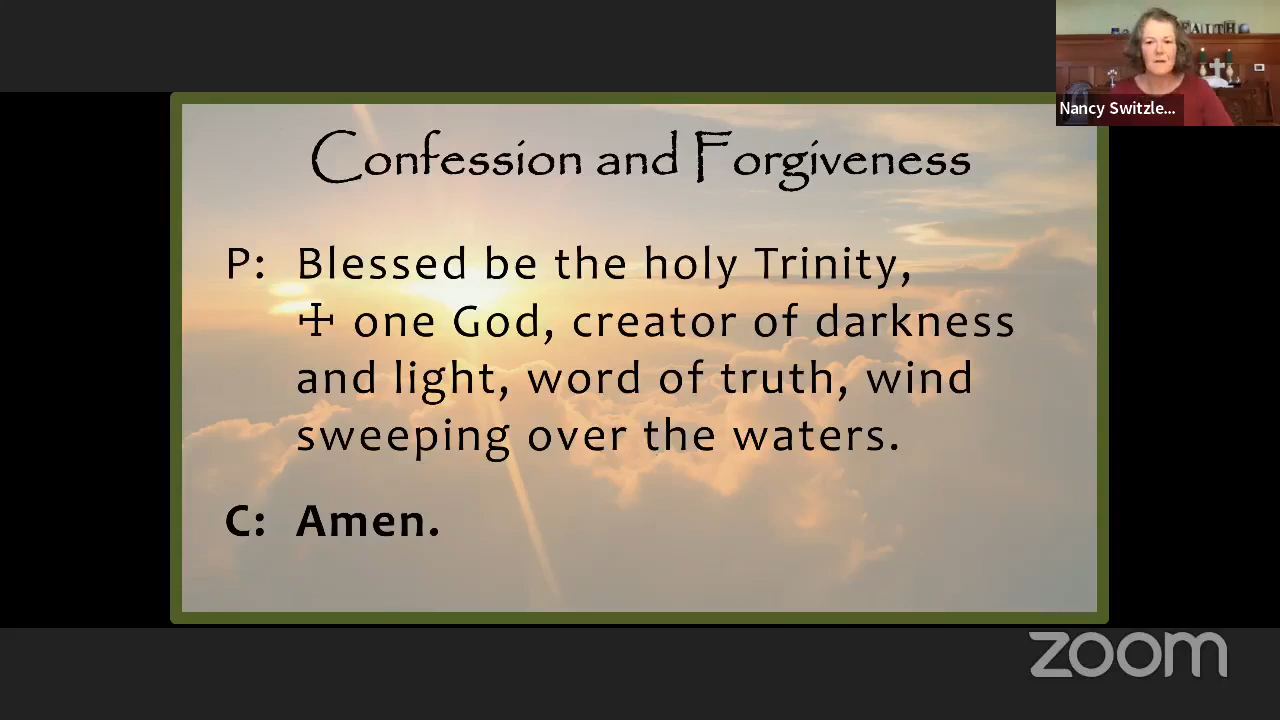 FAITH
Nancy Switzle...
Confession and Forgiveness
P: Blessed be the holy Trinity,
☩ one God, creator of darkness
and light, word of truth, wind
sweeping over the waters.
C: Amen.
zoom